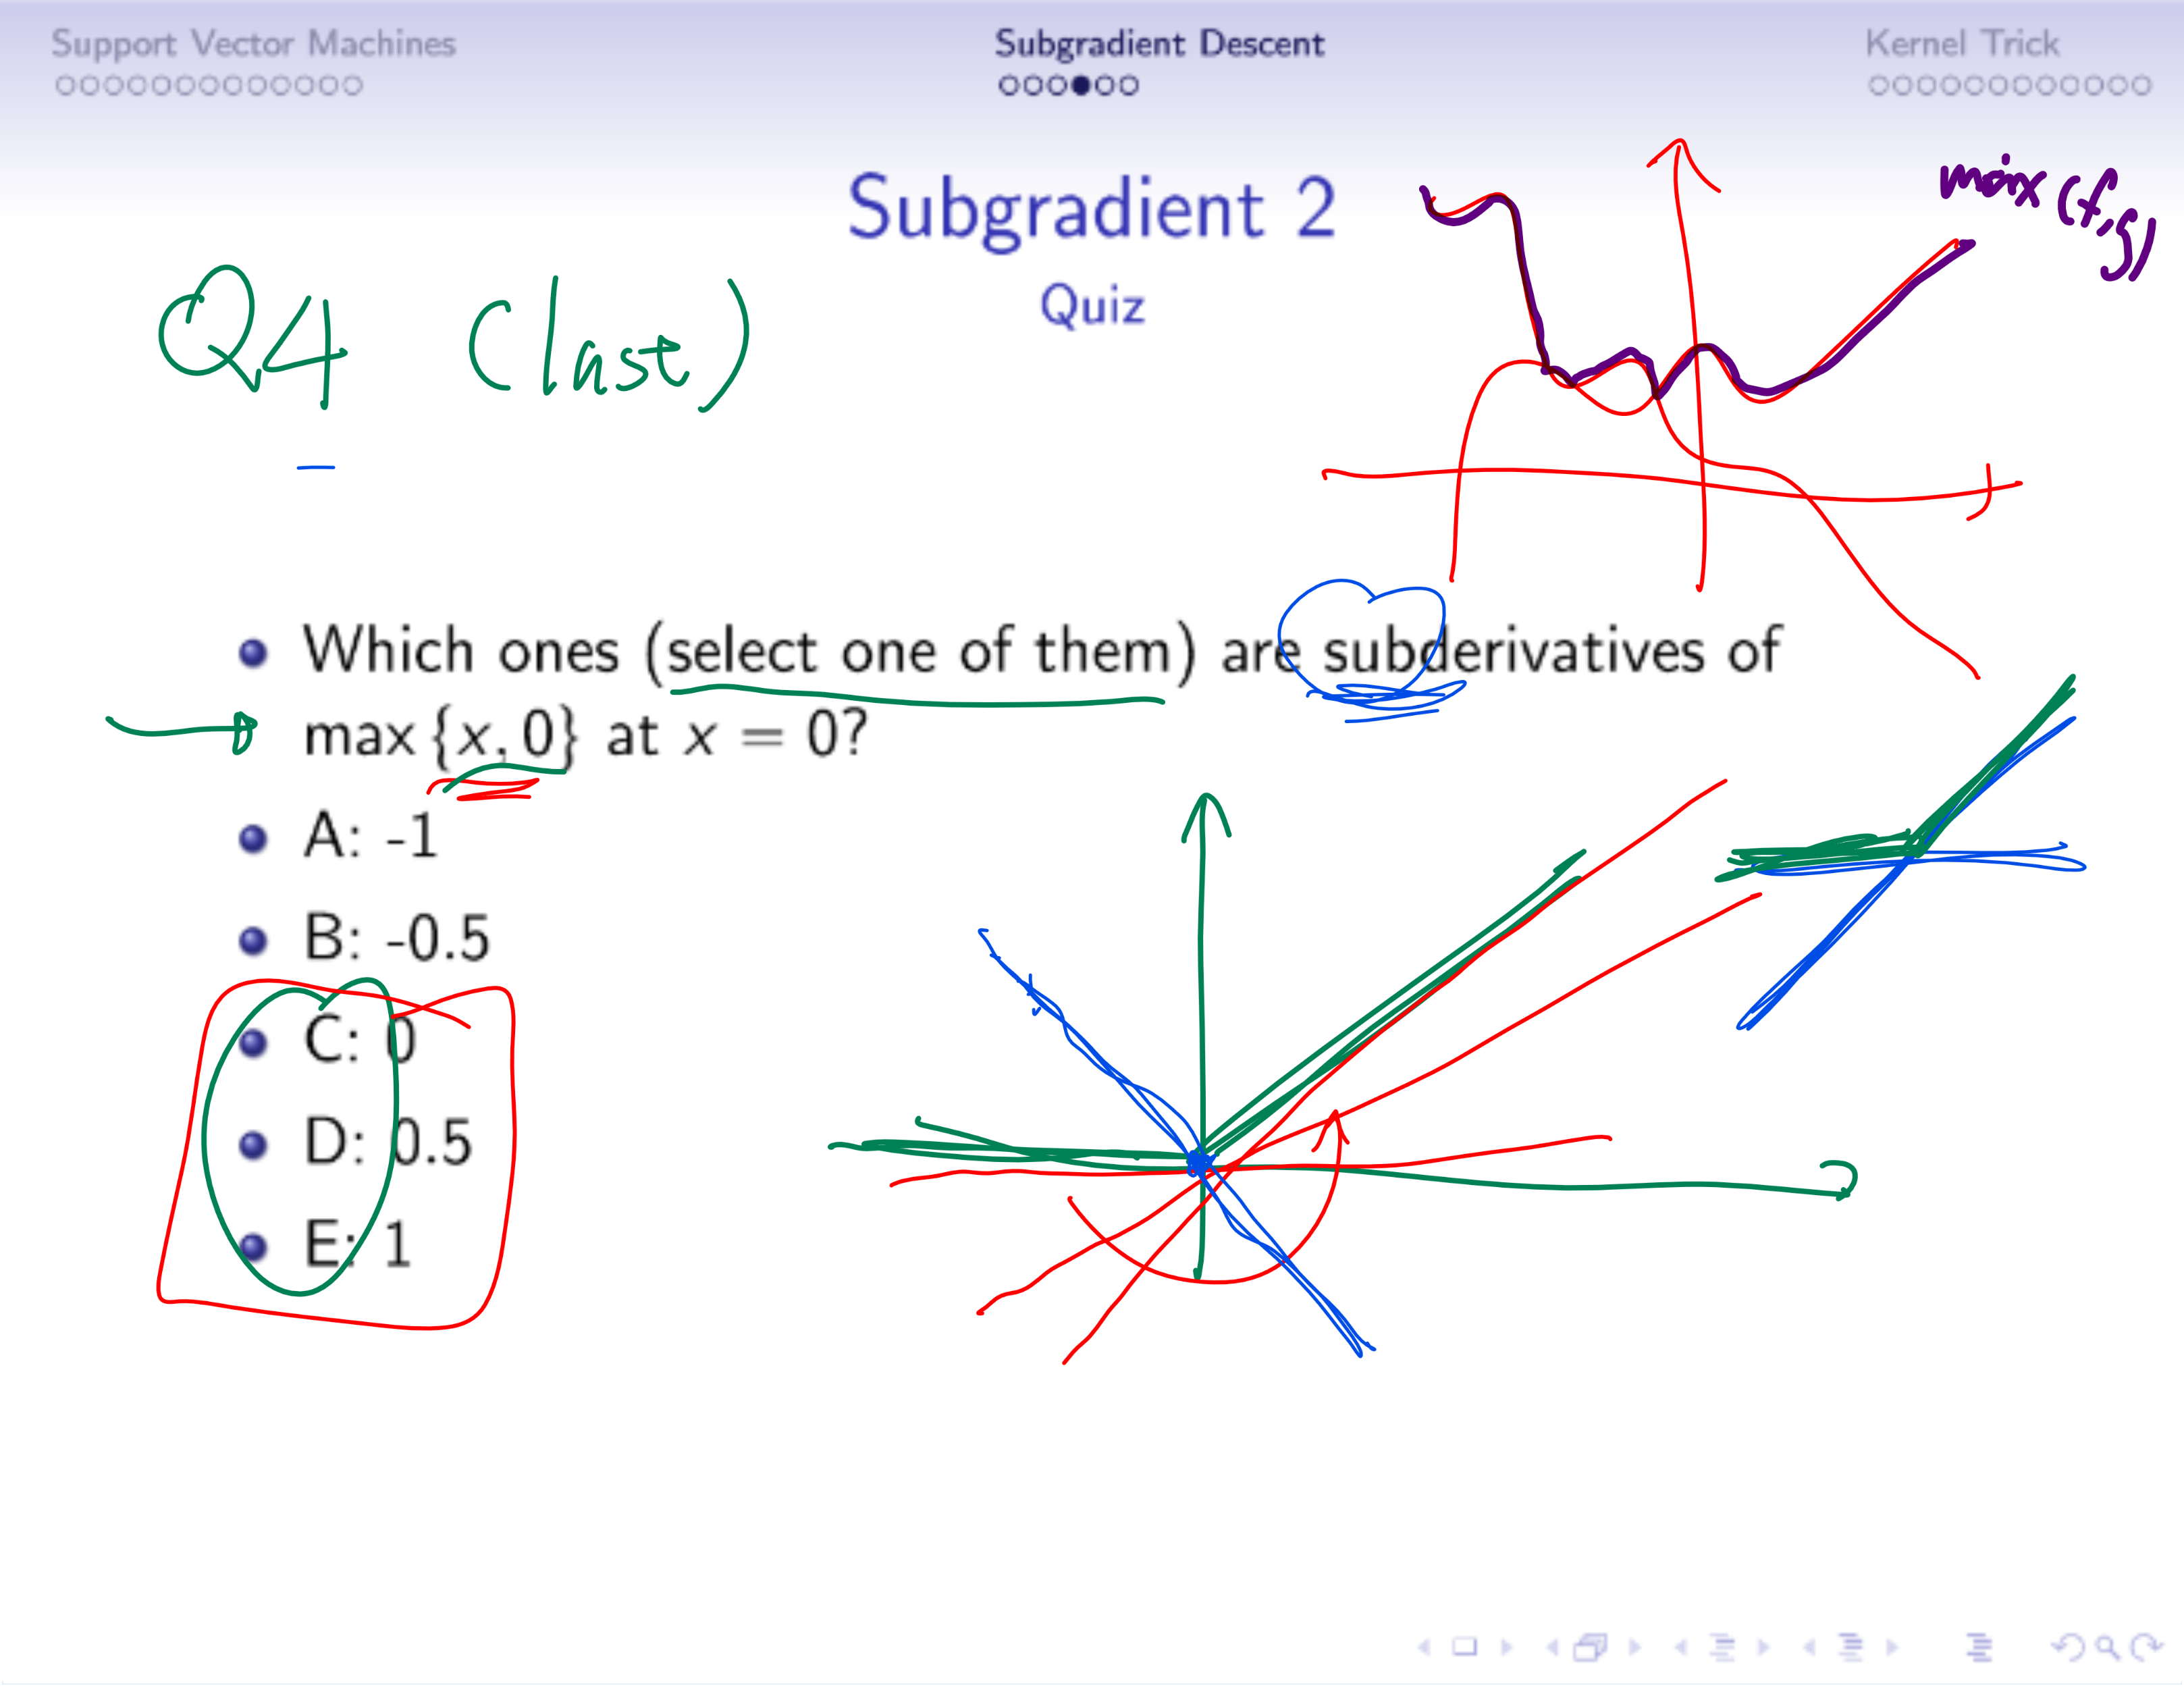 Support Vector Machines
Subgradient Descent
Kernel Trick
Subgradient 2
Quiz
Q4 (last)
(f, g)
Which ones (select one of them) are subderivatives of
max {x, 0} at x = 0?
A: -1
B: -0.5
C: 0
D: 0.5
E: 1